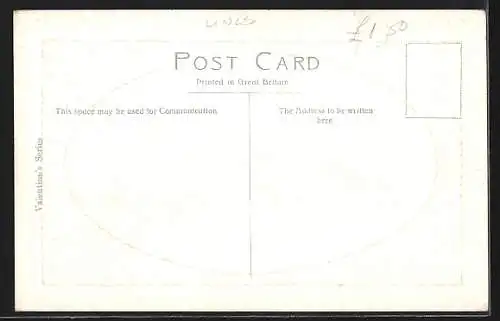 £1.50
POST CARD
Printed in Great Britain
This space may be used for Communication
The Address to be written
here
Valentine's Series